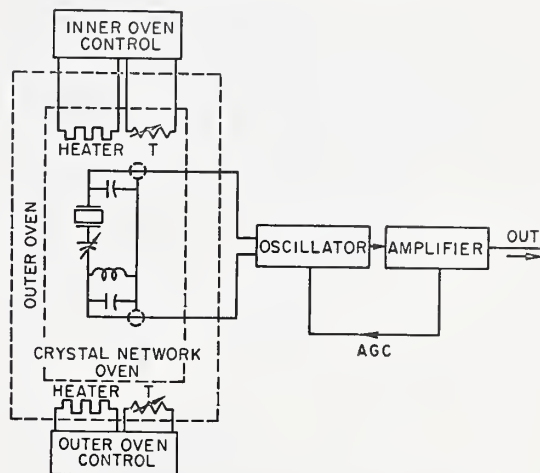 INNER OVEN
CONTROL
HEATER T
OUTER OVEN
OSCILLATOR
AMPLIFIER
OUT
AGC
CRYSTAL NETWORK
OVEN
HEATER T
OUTER OVEN
CONTROL